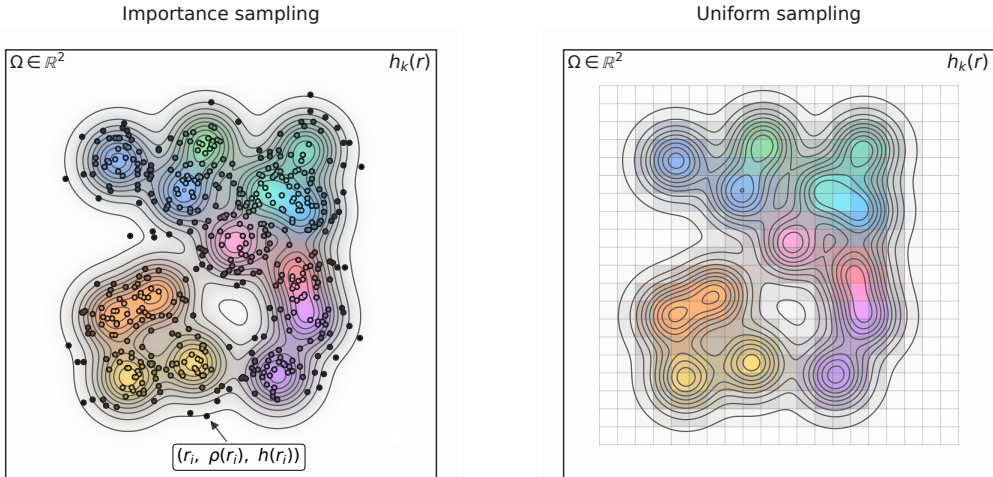 Importance sampling
Uniform sampling
Ω ∈ ℝ²
h_k(r)
Ω ∈ ℝ²
h_k(r)
(r_i, ρ(r_i), h(r_i))